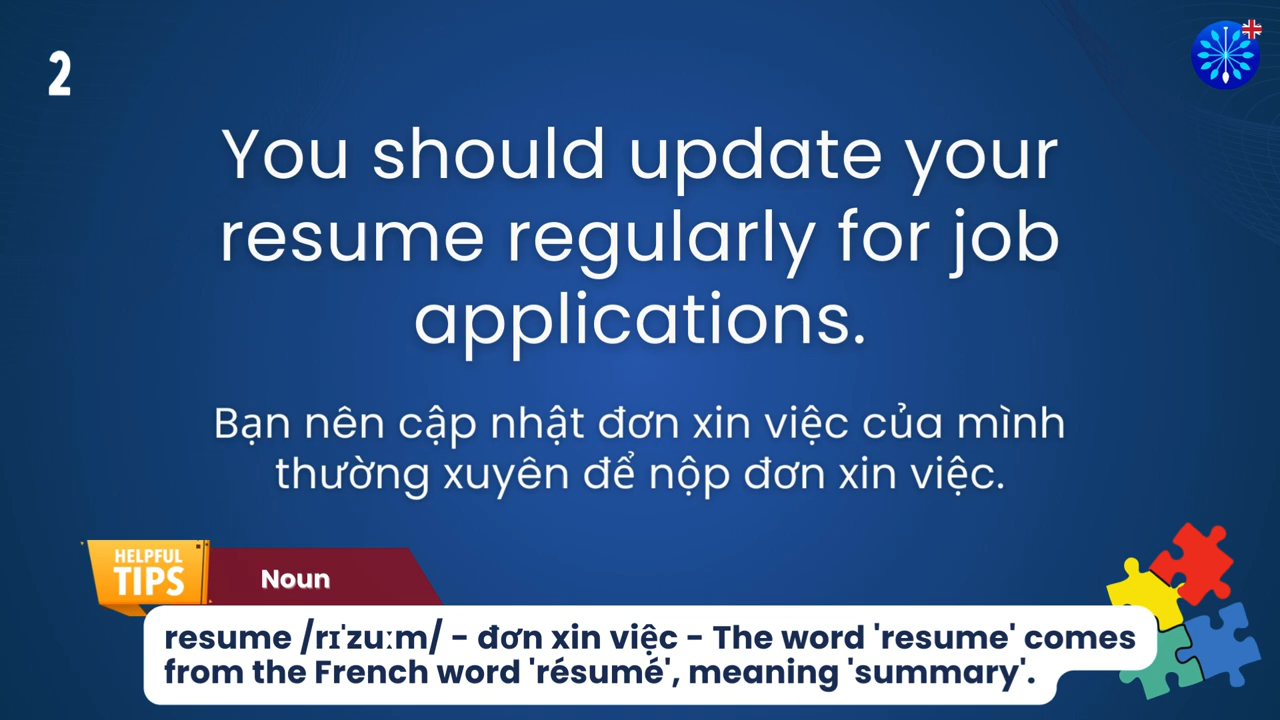 2
You should update your
resume regularly for job
applications.
Bạn nên cập nhật đơn xin việc của mình
thường xuyên để nộp đơn xin việc.
HELPFUL
TIPS
Noun
resume /rɪˈzuːm/ - đơn xin việc - The word 'resume' comes
from the French word 'résumé', meaning 'summary'.